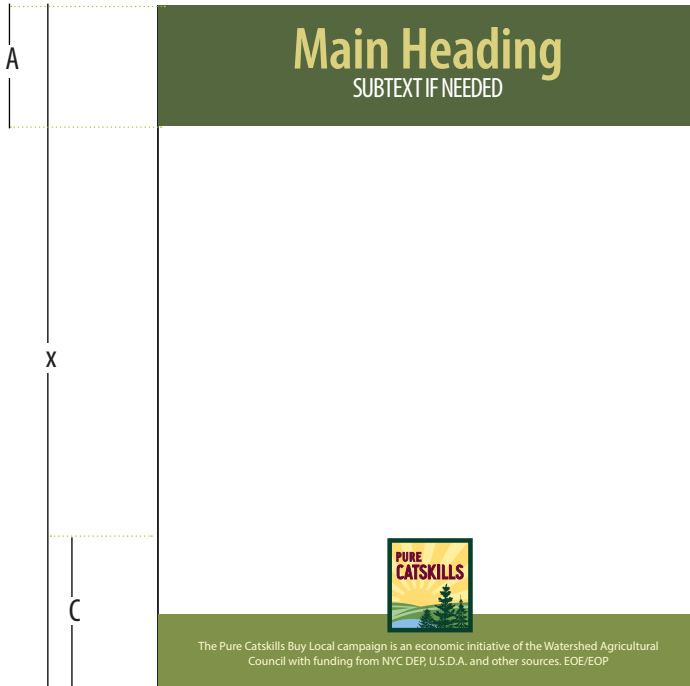 A
Main Heading
SUBTEXT IF NEEDED
x
PURE
CATSKILLS
C
The Pure Catskills Buy Local campaign is an economic initiative of the Watershed Agricultural
Council with funding from NYC DEP, U.S.D.A. and other sources. EOE/EOP